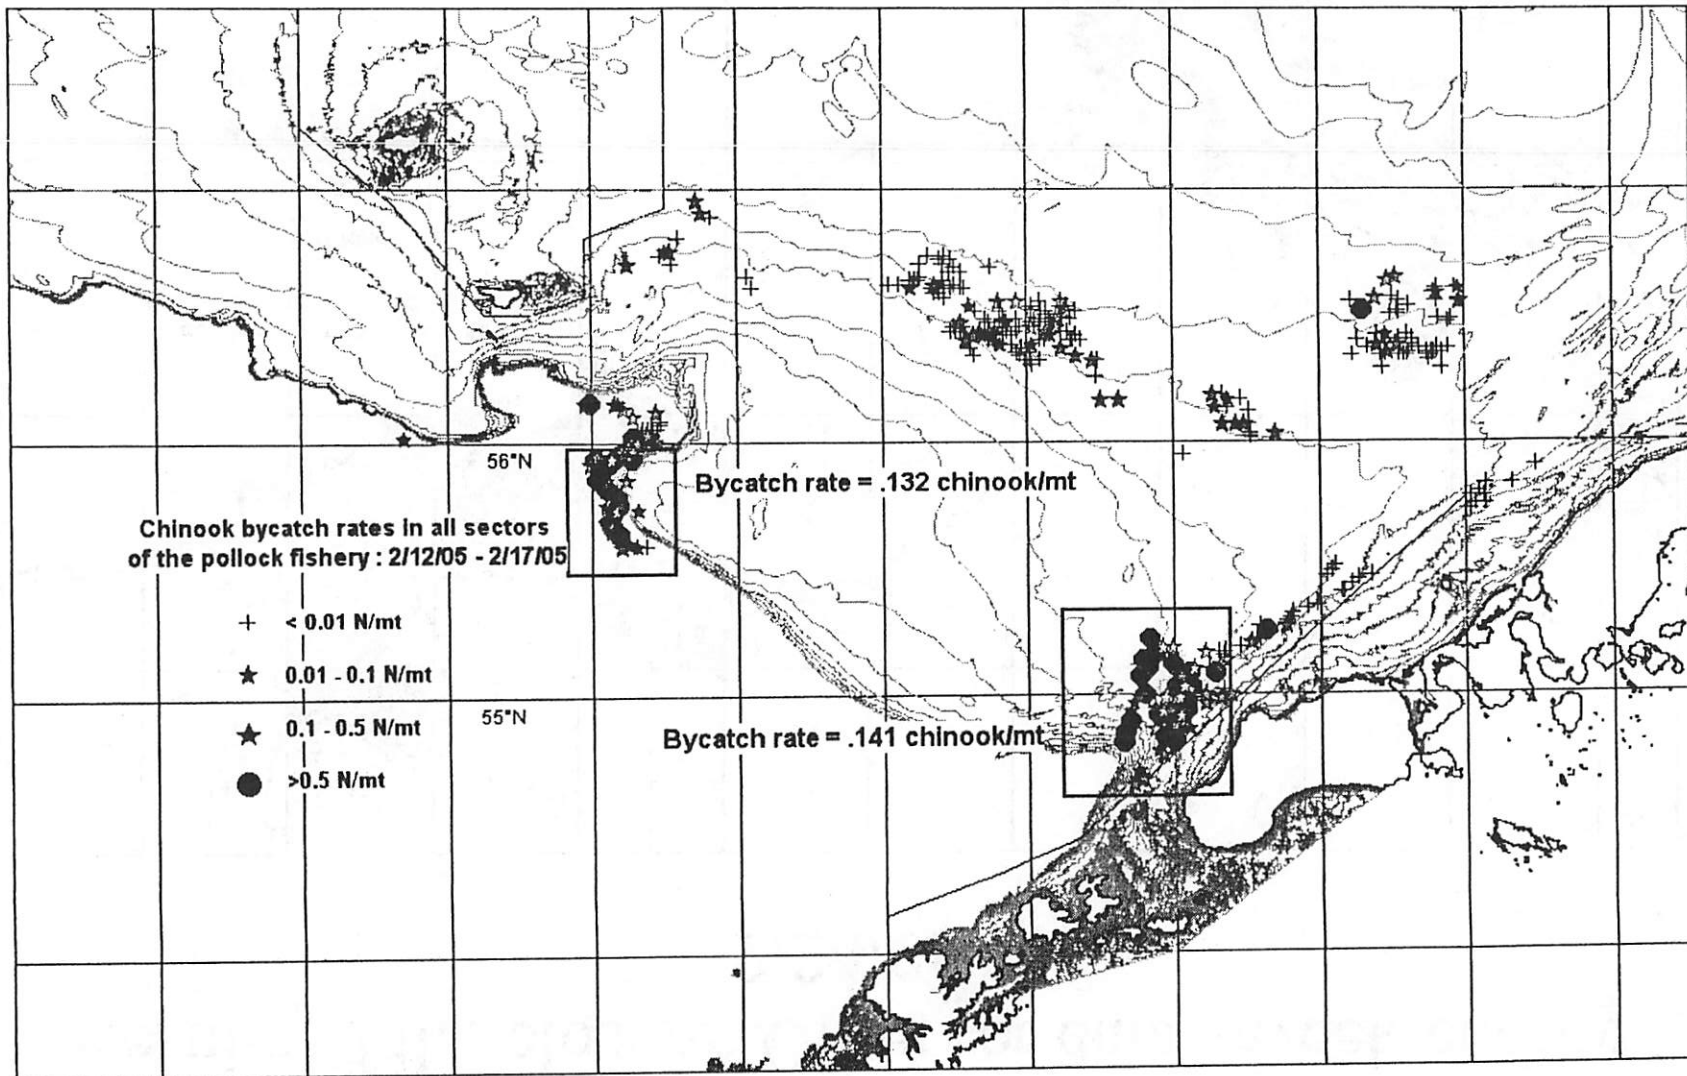 56°N
Bycatch rate = .132 chinook/mt
Chinook bycatch rates in all sectors
of the pollock fishery : 2/12/05 - 2/17/05
< 0.01 N/mt
0.01 - 0.1 N/mt
55°N
0.1 - 0.5 N/mt
Bycatch rate = .141 chinook/mt
>0.5 N/mt